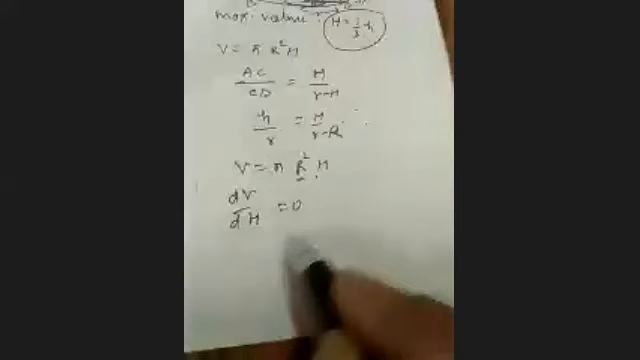 max. value : H = 1/3 h
V = π R² H
AC/CD = H/r-H
h/r = H/r-R
V = π R² H
dV/dH = 0